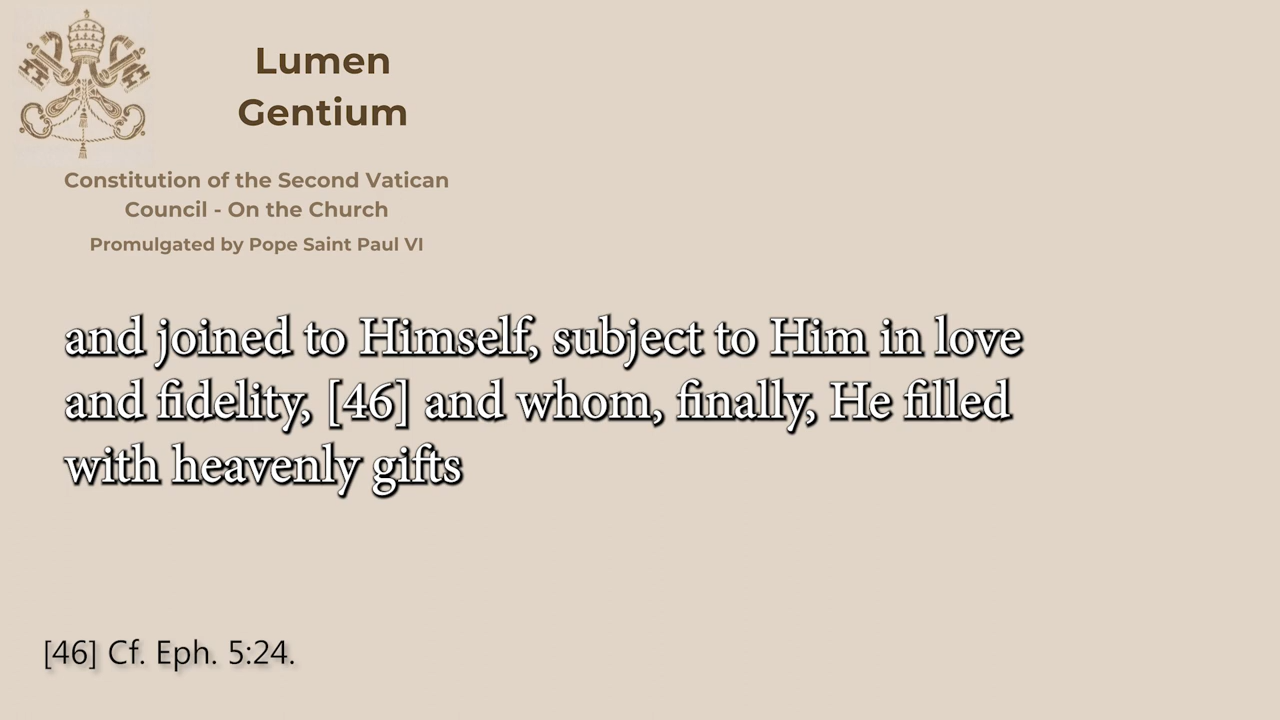 Lumen
Gentium
Constitution of the Second Vatican
Council - On the Church
Promulgated by Pope Saint Paul VI
and joined to Himself, subject to Him in love
and fidelity, [46] and whom, finally, He filled
with heavenly gifts
[46] Cf. Eph. 5:24.